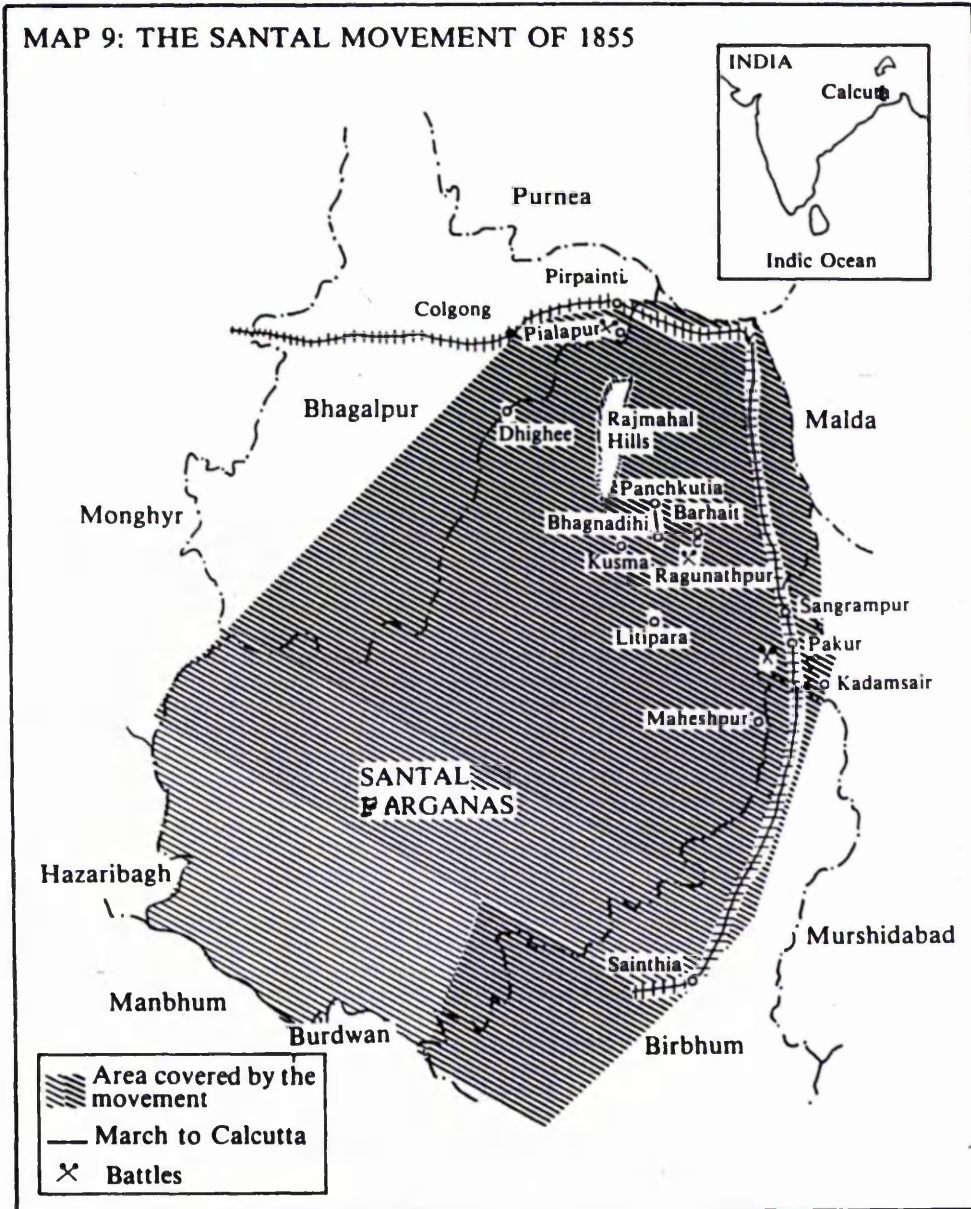 MAP 9: THE SANTAL MOVEMENT OF 1855
INDIA
Calcutta
Indic Ocean
Purnea
Pirpainti
Colgong
Pialapur
Bhagalpur
Dhighee
Rajmahal
Hills
Malda
Monghyr
Panchkutia
Barhait
Bhagnadihi
Kusma
Ragunathpur
Sangrampur
Litipara
Pakur
Kadamsair
Maheshpur
SANTAL
PARGANAS
Hazaribagh
Murshidabad
Sainthia
Manbhum
Burdwan
Birbhum
Area covered by the
movement
March to Calcutta
Battles